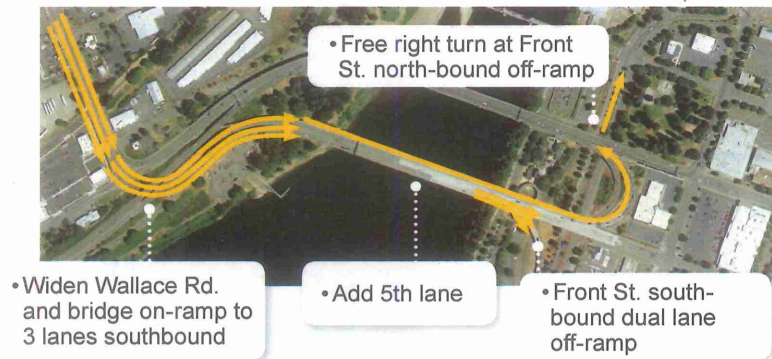 • Free right turn at Front
St. north-bound off-ramp
• Widen Wallace Rd.
and bridge on-ramp to
3 lanes southbound
• Add 5th lane
• Front St. south-
bound dual lane
off-ramp